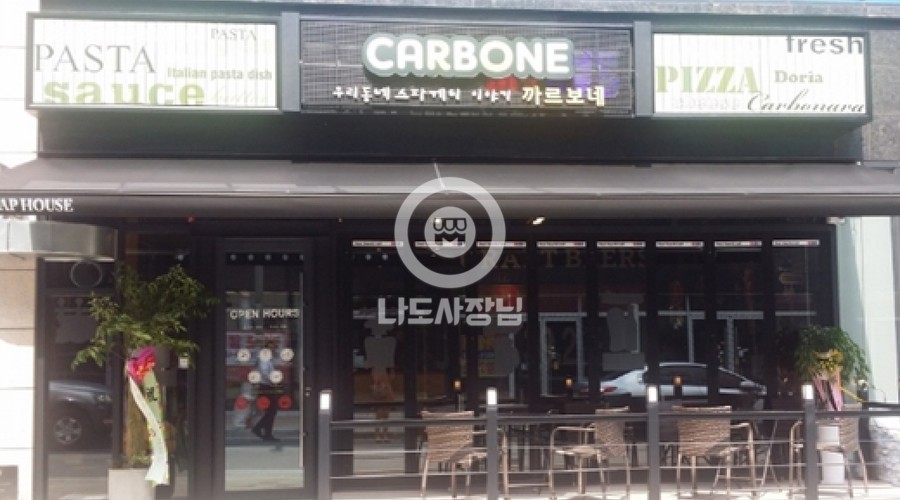 PASTA
PASTA
Italian pasta dish
sauce
CARBONE
우리동네 스파게티 이야기 까르보네
fresh
PIZZA
Doria
Carbonara
AP HOUSE
OPEN HOURS
나도사장님